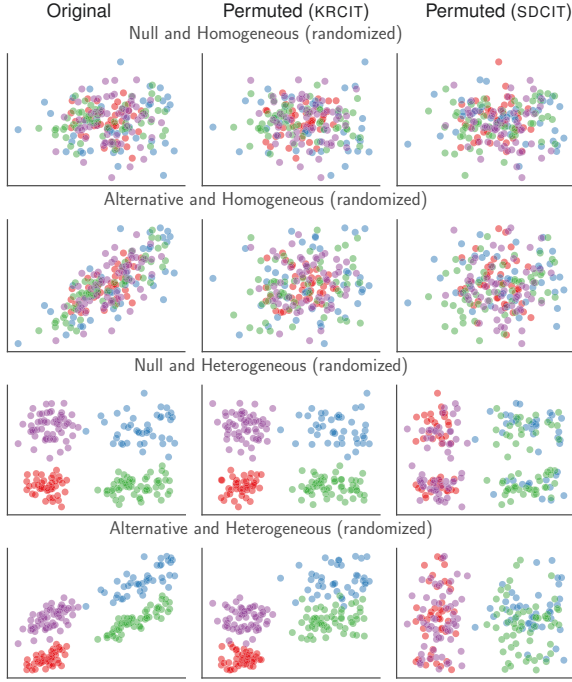 Original Permuted (KRCIT) Permuted (SDCIT)
Null and Homogeneous (randomized)
Alternative and Homogeneous (randomized)
Null and Heterogeneous (randomized)
Alternative and Heterogeneous (randomized)